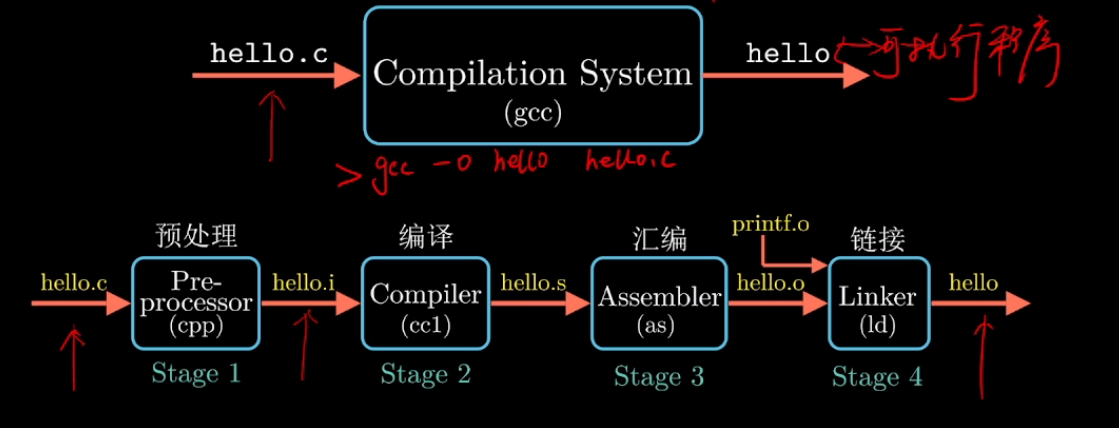 hello.c
Compilation System
(gcc)
hello
可执行程序
> gcc -o hello hello.c
预处理
编译
汇编
printf.o
链接
hello.c
Pre-
processor
(cpp)
hello.i
Compiler
(cc1)
hello.s
Assembler
(as)
hello.o
Linker
(ld)
hello
Stage 1
Stage 2
Stage 3
Stage 4